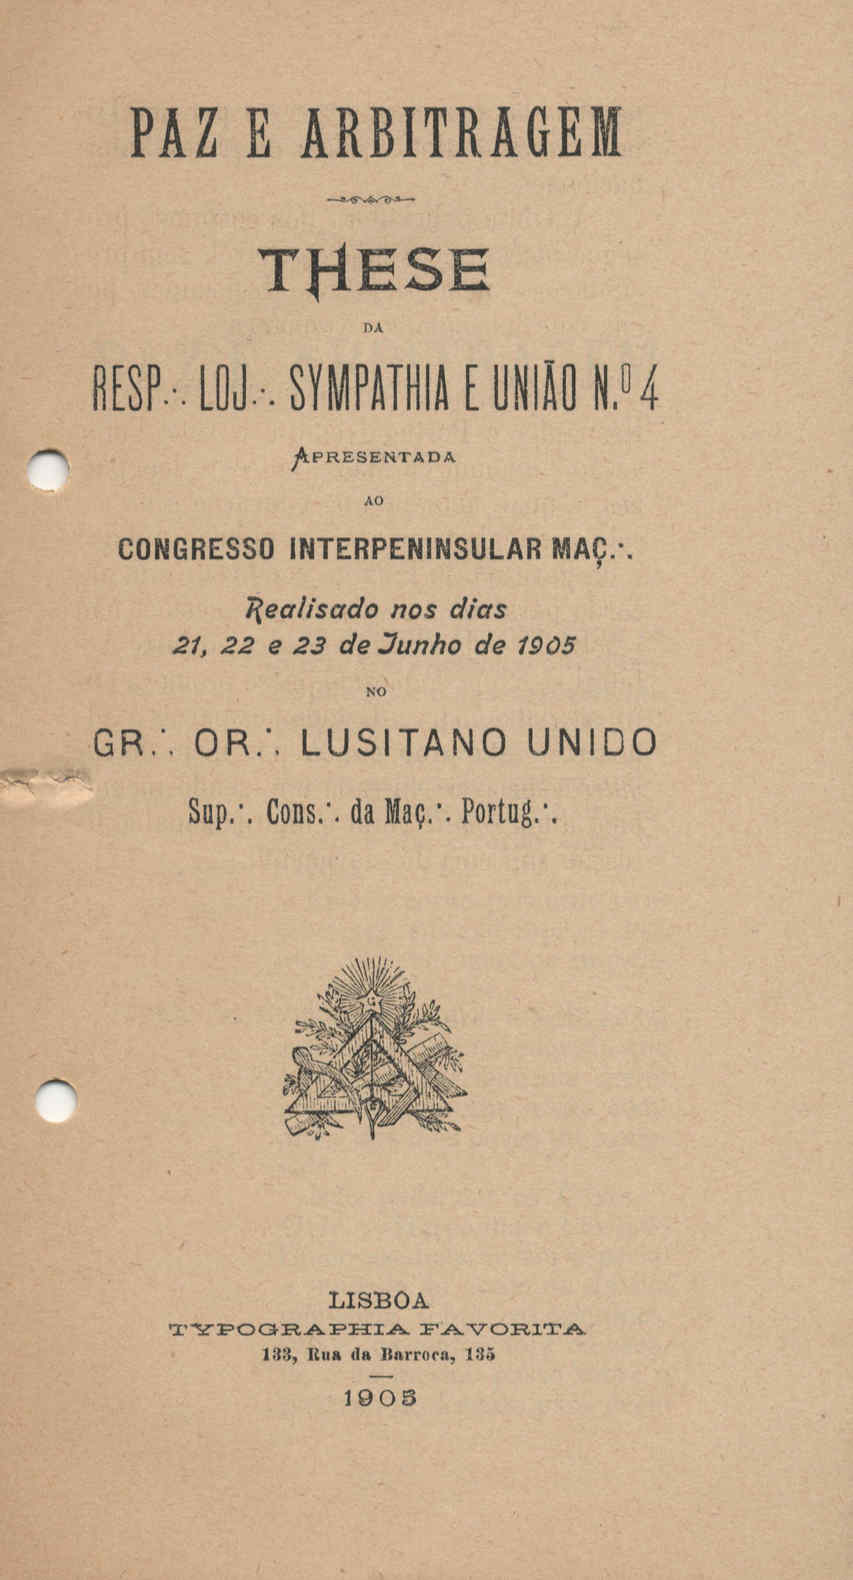 PAZ E ARBITRAGEM
THESE
DA
RESP∴ LOJ∴ SYMPATHIA E UNIÃO N.º 4
APRESENTADA
AO
CONGRESSO INTERPENINSULAR MAÇ∴
Realisado nos dias
21, 22 e 23 de Junho de 1905
NO
GR∴ OR∴ LUSITANO UNIDO
Sup∴ Cons∴ da Maç∴ Portug∴
G
LISBOA
TYPOGRAPHIA FAVORITA
133, Rua da Barroca, 135
1905